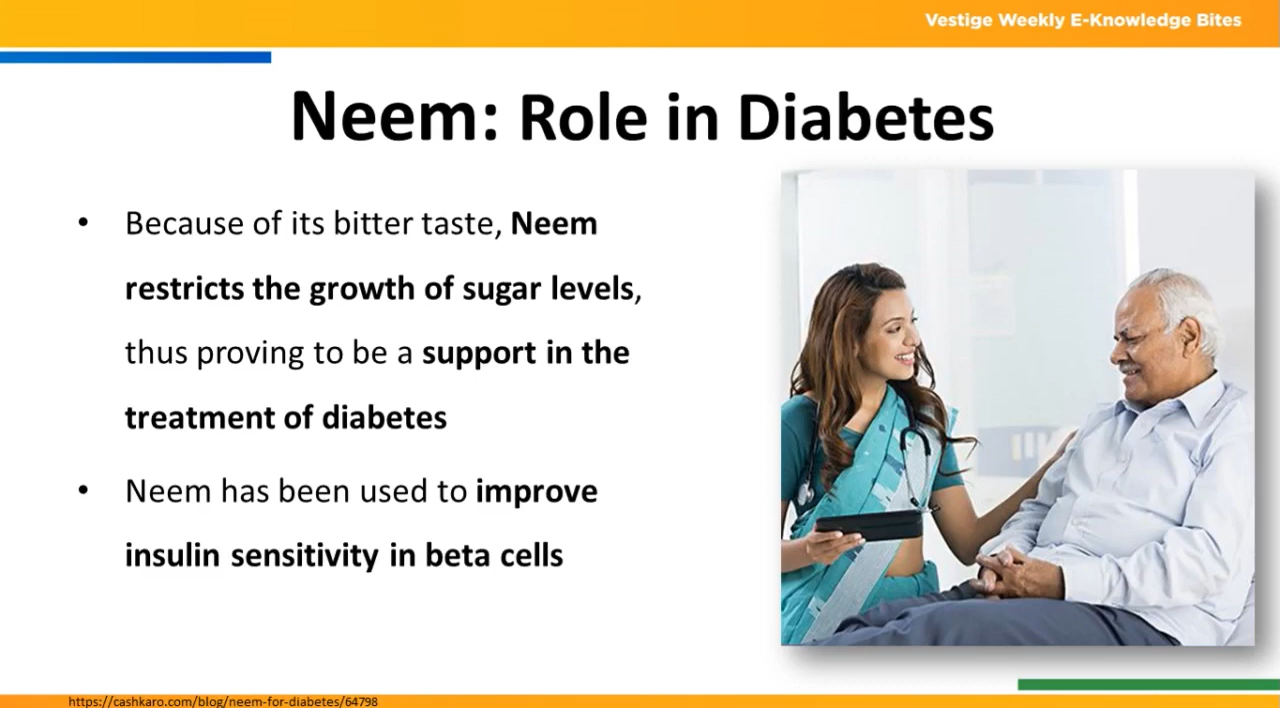 Vestige Weekly E-Knowledge Bites
Neem: Role in Diabetes
• Because of its bitter taste, Neem
restricts the growth of sugar levels,
thus proving to be a support in the
treatment of diabetes
• Neem has been used to improve
insulin sensitivity in beta cells
https://cashkaro.com/blog/neem-for-diabetes/64798